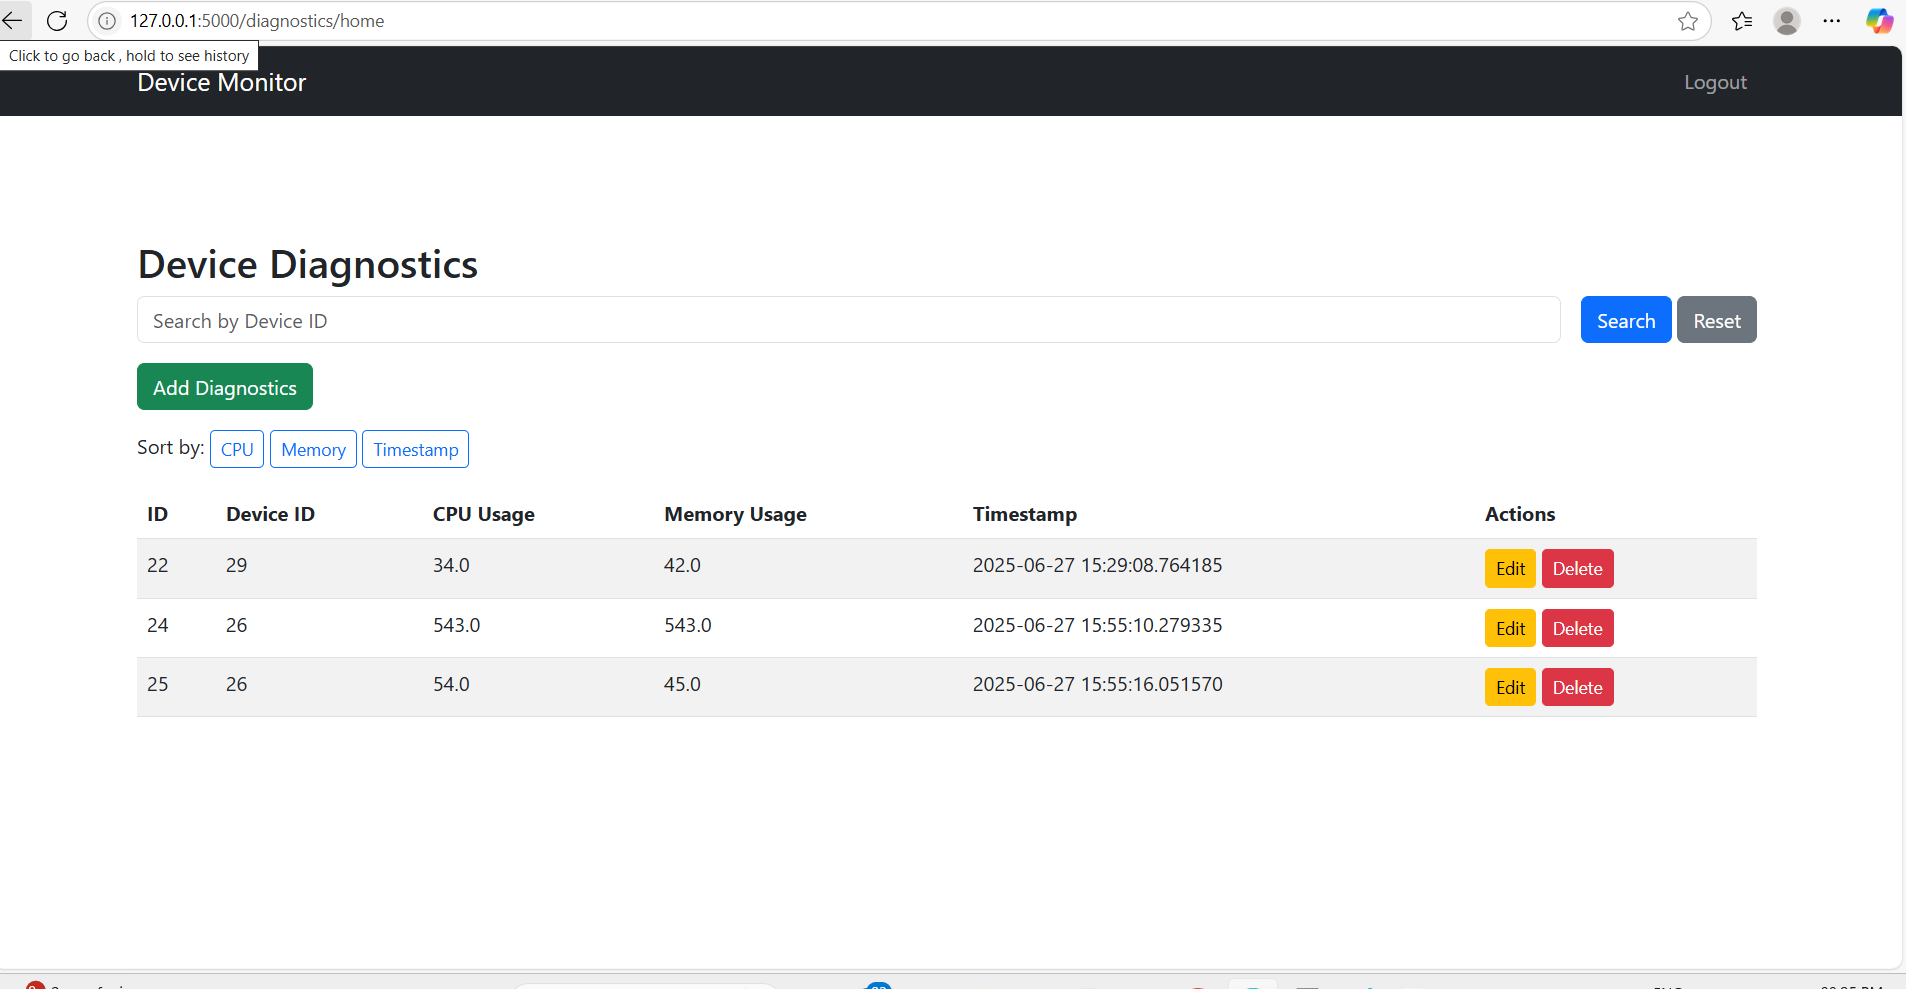 127.0.0.1:5000/diagnostics/home
Click to go back , hold to see history
Device Monitor
Logout
Device Diagnostics
Search by Device ID
Search
Reset
Add Diagnostics
Sort by: CPU Memory Timestamp
ID Device ID CPU Usage Memory Usage Timestamp Actions
22 29 34.0 42.0 2025-06-27 15:29:08.764185 Edit Delete
24 26 543.0 543.0 2025-06-27 15:55:10.279335 Edit Delete
25 26 54.0 45.0 2025-06-27 15:55:16.051570 Edit Delete